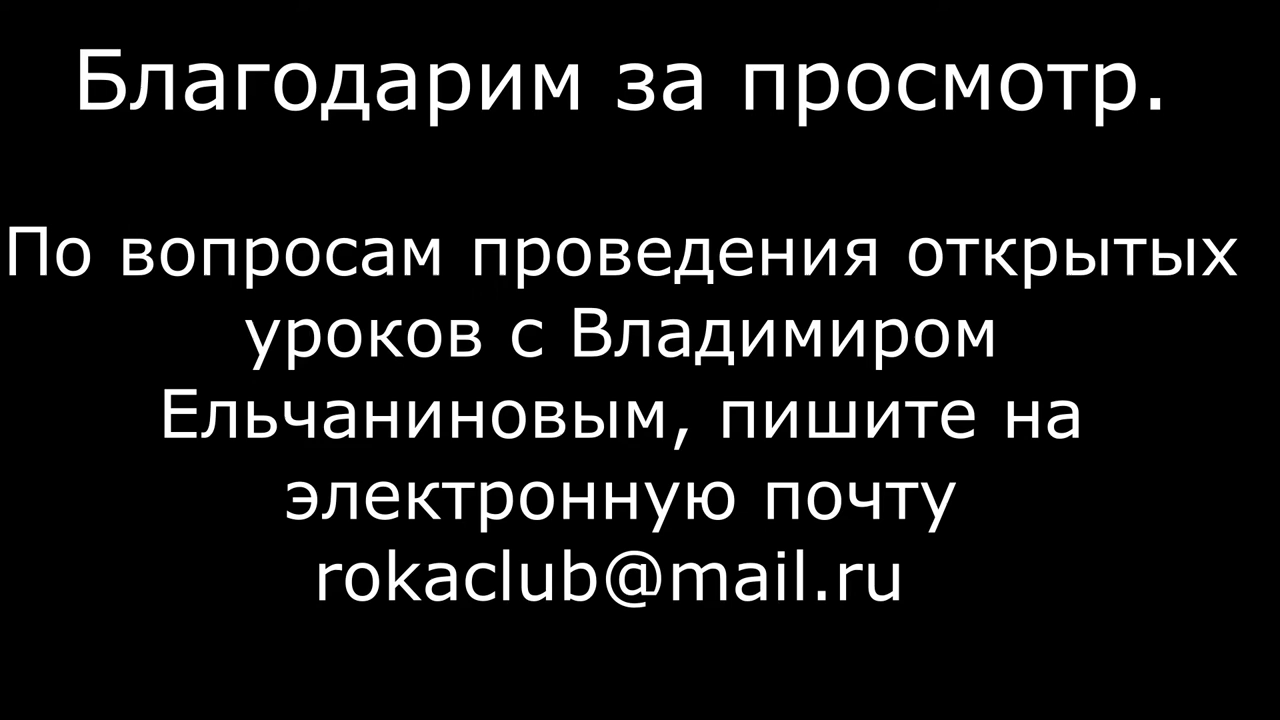 Благодарим за просмотр.
По вопросам проведения открытых
уроков с Владимиром
Ельчаниновым, пишите на
электронную почту
rokaclub@mail.ru